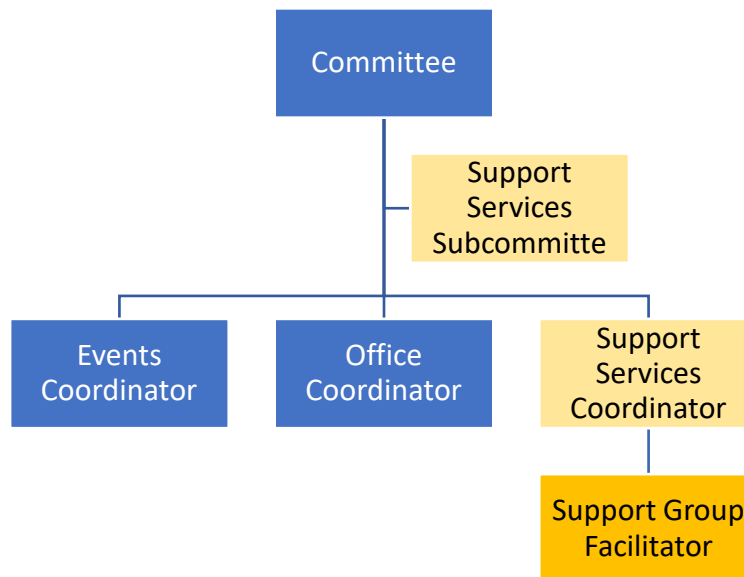 Committee
Support
Services
Subcommitte
Events
Coordinator
Office
Coordinator
Support
Services
Coordinator
Support Group
Facilitator